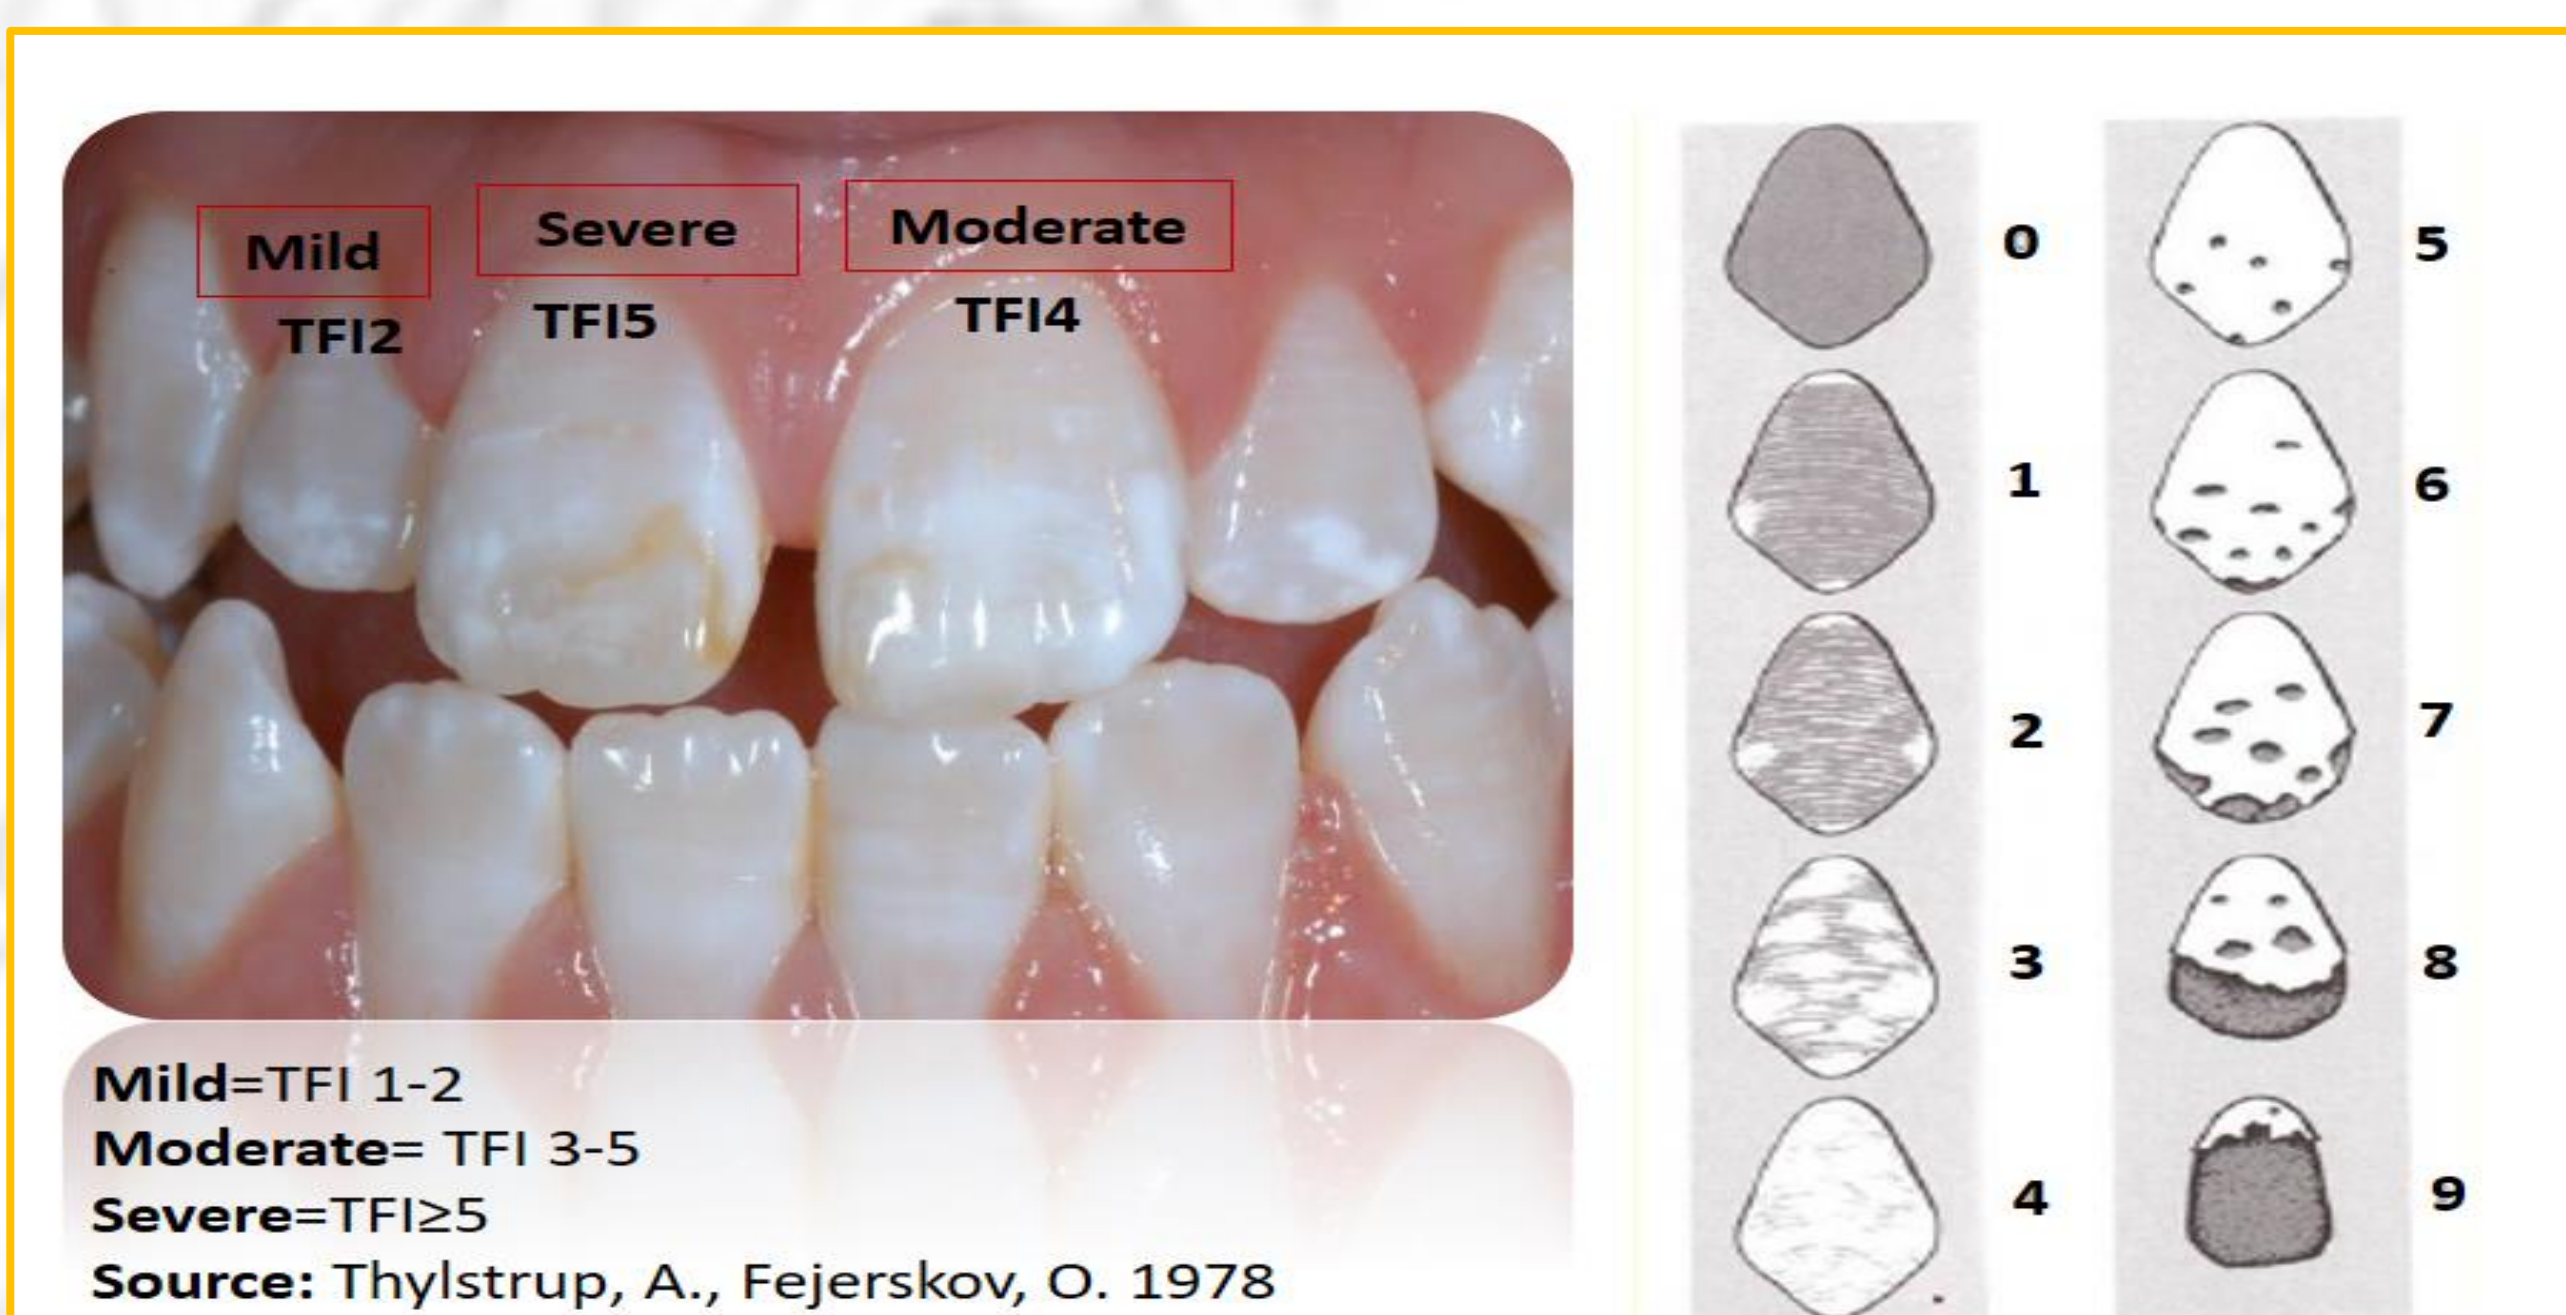 Mild
Severe
Moderate
TFI2
TFI5
TFI4
Mild=TFI 1-2
Moderate= TFI 3-5
Severe=TFI≥5
Source: Thylstrup, A., Fejerskov, O. 1978
0
1
2
3
4
5
6
7
8
9